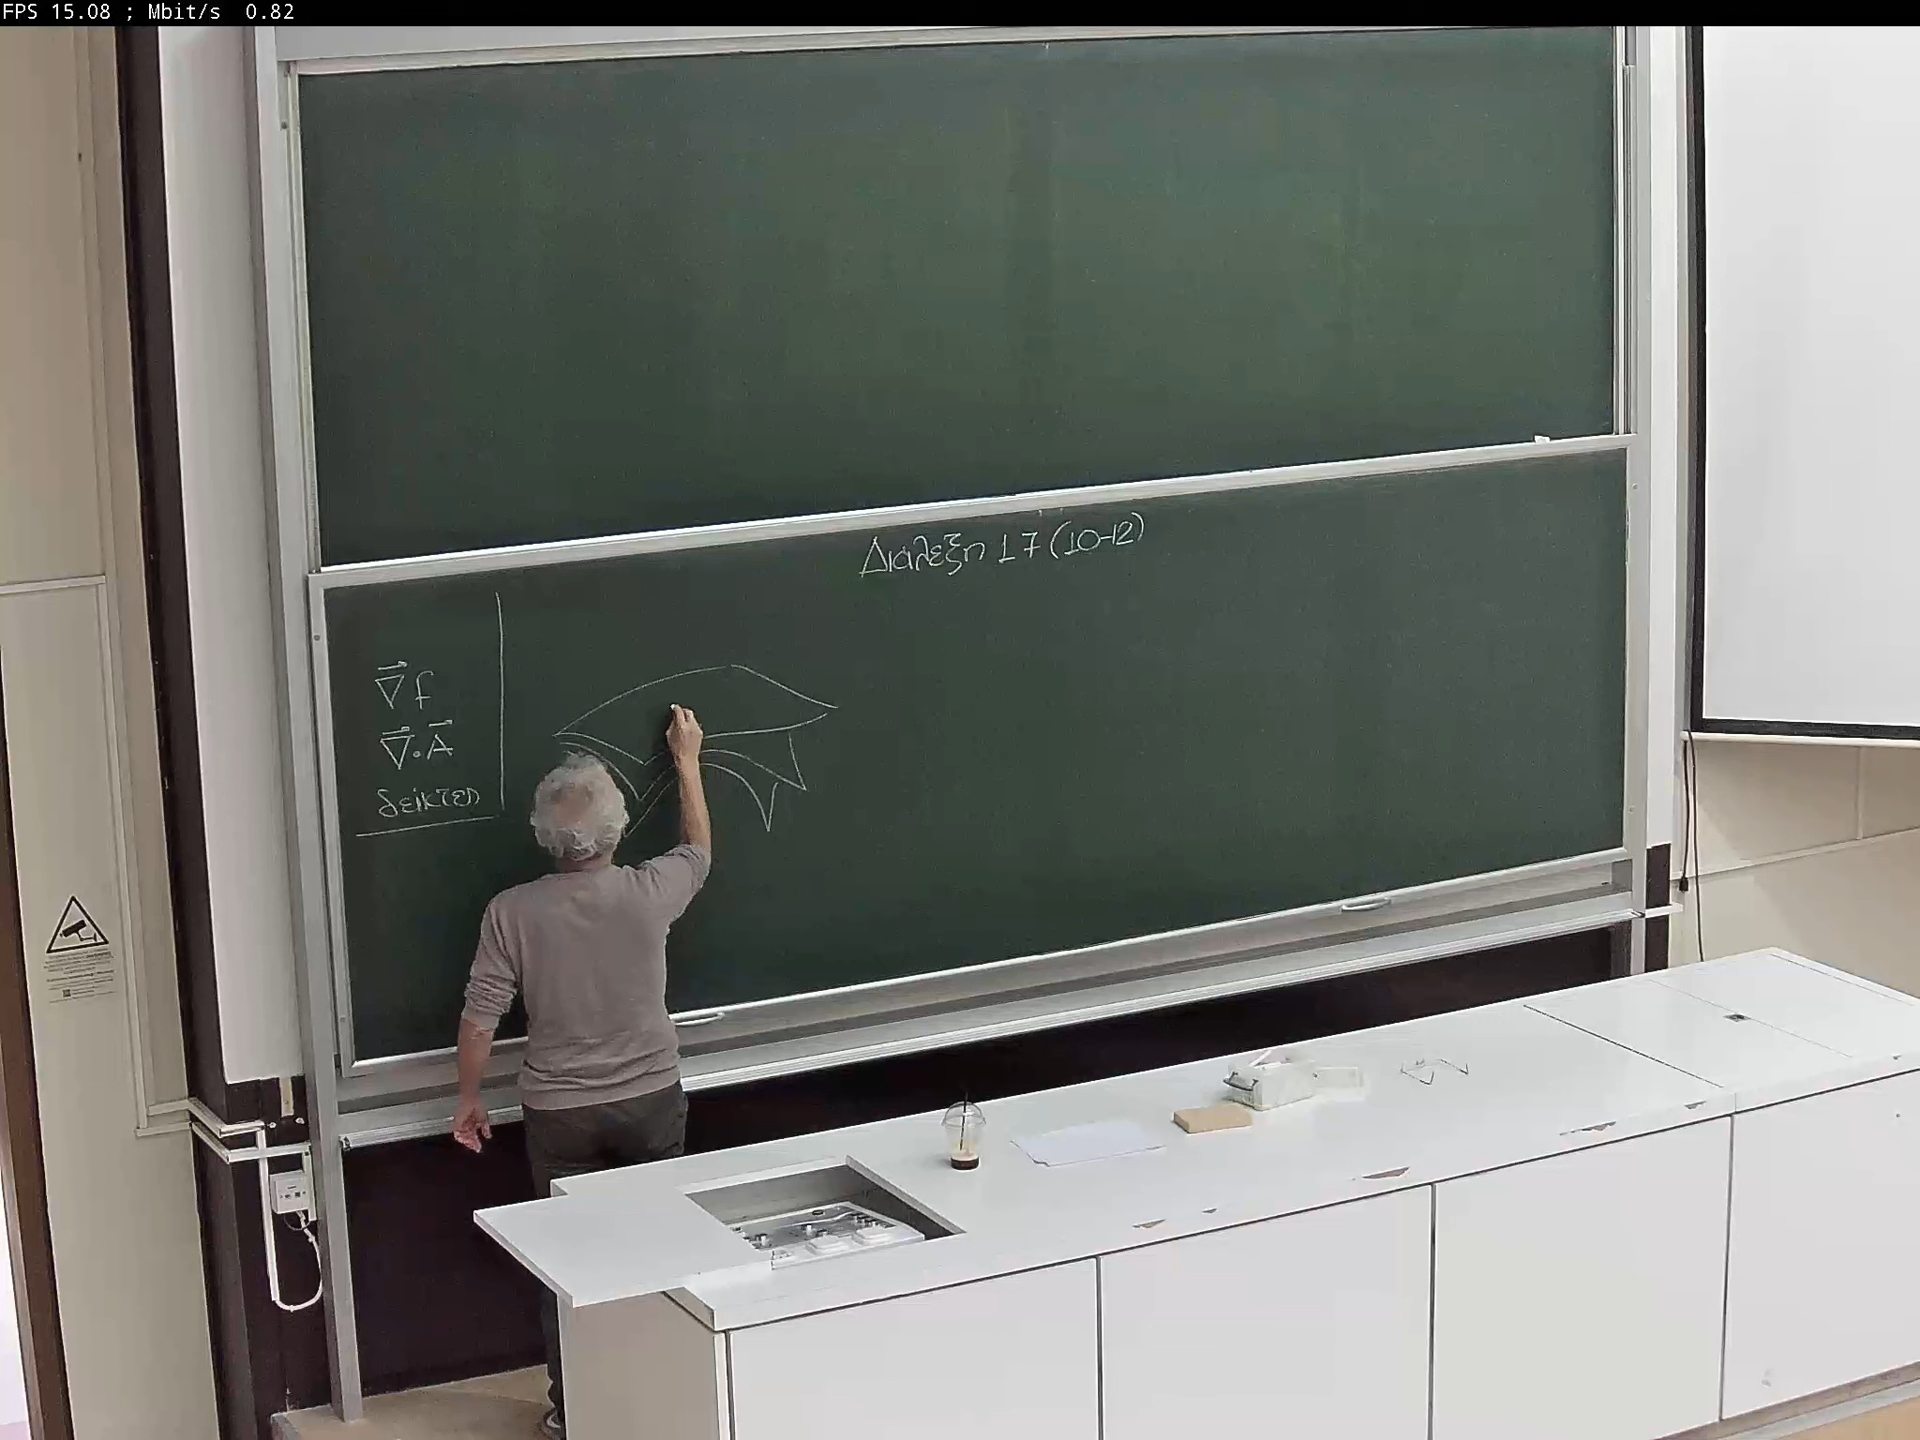 FPS 15.08 ; Mbit/s 0.82
Διάλεξη 17 (10-12)
∇⃗ f
∇⃗ · A⃗
δείκτες